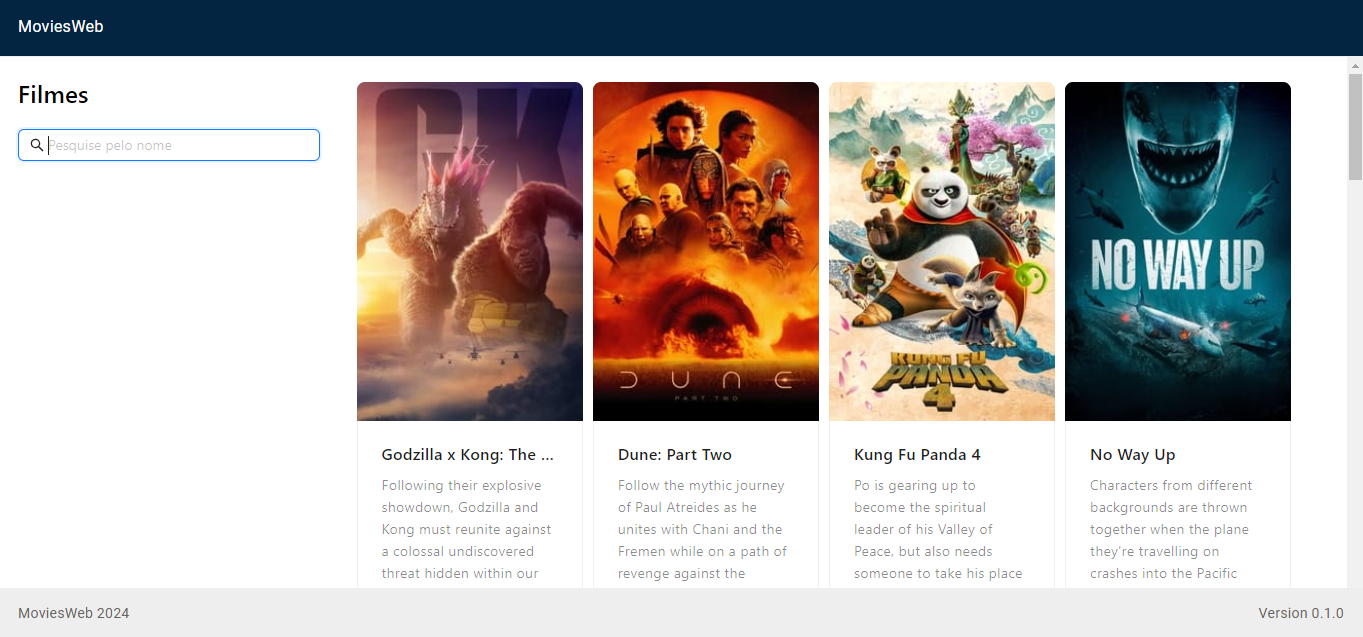 MoviesWeb
Filmes
Pesquise pelo nome
GK
DUNE
PART TWO
KUNG FU
PANDA
4
NO WAY UP
Godzilla x Kong: The ...
Following their explosive
showdown, Godzilla and
Kong must reunite against
a colossal undiscovered
threat hidden within our
Dune: Part Two
Follow the mythic journey
of Paul Atreides as he
unites with Chani and the
Fremen while on a path of
revenge against the
Kung Fu Panda 4
Po is gearing up to
become the spiritual
leader of his Valley of
Peace, but also needs
someone to take his place
No Way Up
Characters from different
backgrounds are thrown
together when the plane
they're travelling on
crashes into the Pacific
MoviesWeb 2024
Version 0.1.0